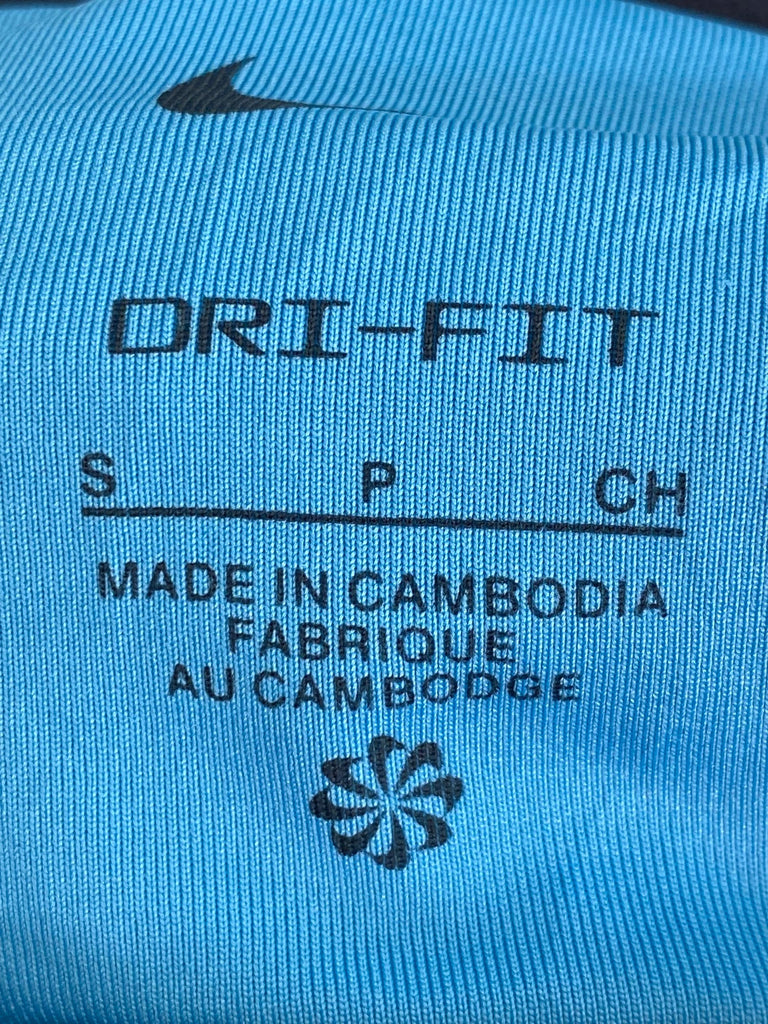 DRI-FIT
S P CH
MADE IN CAMBODIA
FABRIQUE
AU CAMBODGE